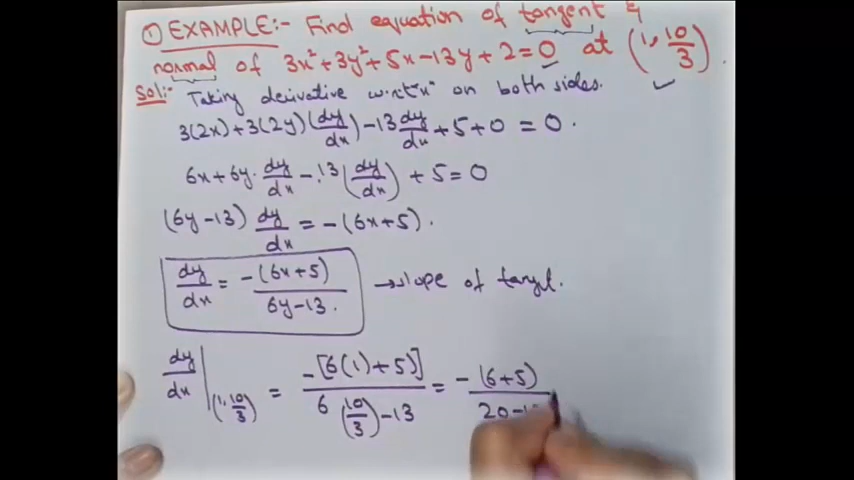 ① EXAMPLE:- Find equation of tangent &
normal of 3x²+3y²+5x-13y+2=0 at (1, 10/3).
Sol:- Taking derivative w.r.t "x" on both sides.
3(2x)+3(2y)(dy/dx)-13 dy/dx+5+0=0.
6x+6y·dy/dx-13(dy/dx)+5=0
(6y-13) dy/dx=-(6x+5).
dy/dx=-(6x+5)/6y-13. →slope of
dy/dx|(1, 10/3) = -[6(1)+5)]/6(10/3)-13 = -(6+5)/20-